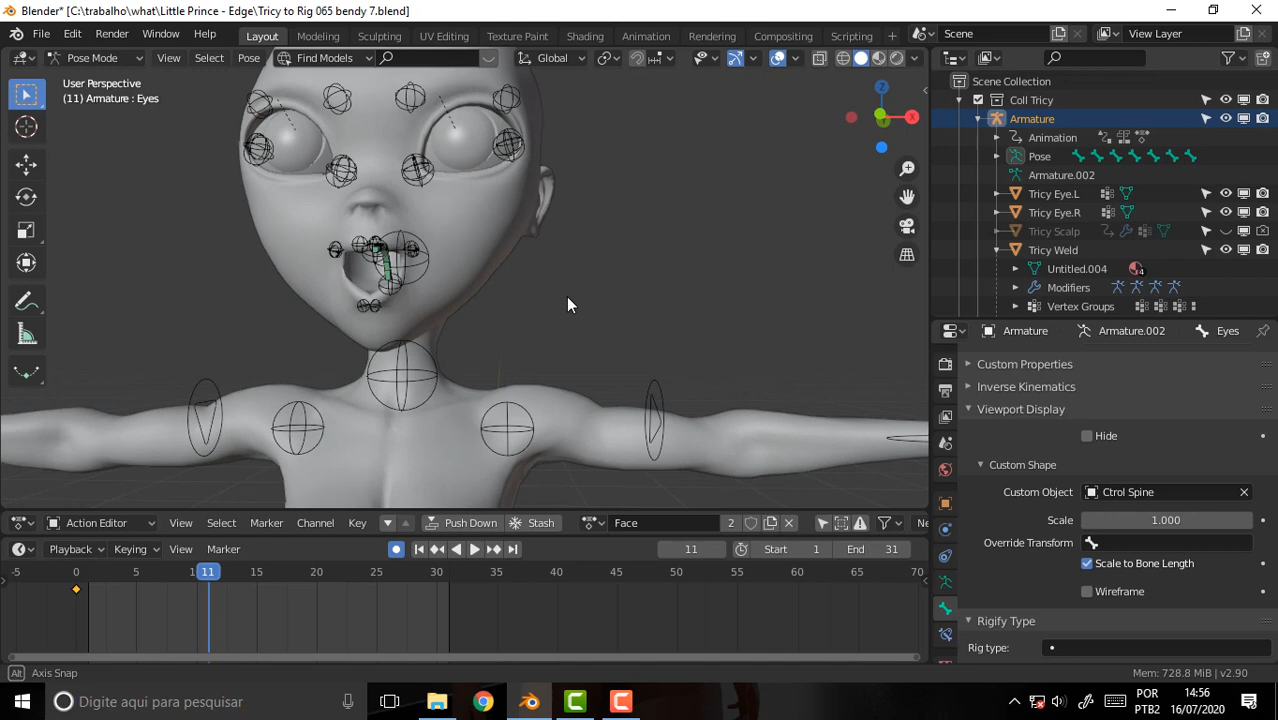 Blender* [C:\trabalho\what\Little Prince - Edge\Tricy to Rig 065 bendy 7.blend]
File Edit Render Window Help Layout Modeling Sculpting UV Editing Texture Paint Shading Animation Rendering Compositing Scripting + Scene View Layer
Pose Mode View Select Pose Find Models Global
User Perspective
(11) Armature : Eyes
Scene Collection
Coll Tricy
Armature
Animation
Pose
Armature.002
Tricy Eye.L
Tricy Eye.R
Tricy Scalp
Tricy Weld
Untitled.004 4
Modifiers
Vertex Groups
Armature Armature.002 Eyes
Custom Properties
Inverse Kinematics
Viewport Display
Hide
Custom Shape
Custom Object Ctrol Spine
Scale 1.000
Override Transform
Scale to Bone Length
Wireframe
Rigify Type
Rig type:
Z
X
Action Editor View Select Marker Channel Key Push Down Stash Face 2 Ne
Playback Keying View Marker 11 Start 1 End 31
-5 0 5 1 11 15 20 25 30 35 40 45 50 55 60 65 70
Alt Axis Snap Mem: 728.8 MiB | v2.90
Digite aqui para pesquisar
POR
PTB2
14:56
16/07/2020